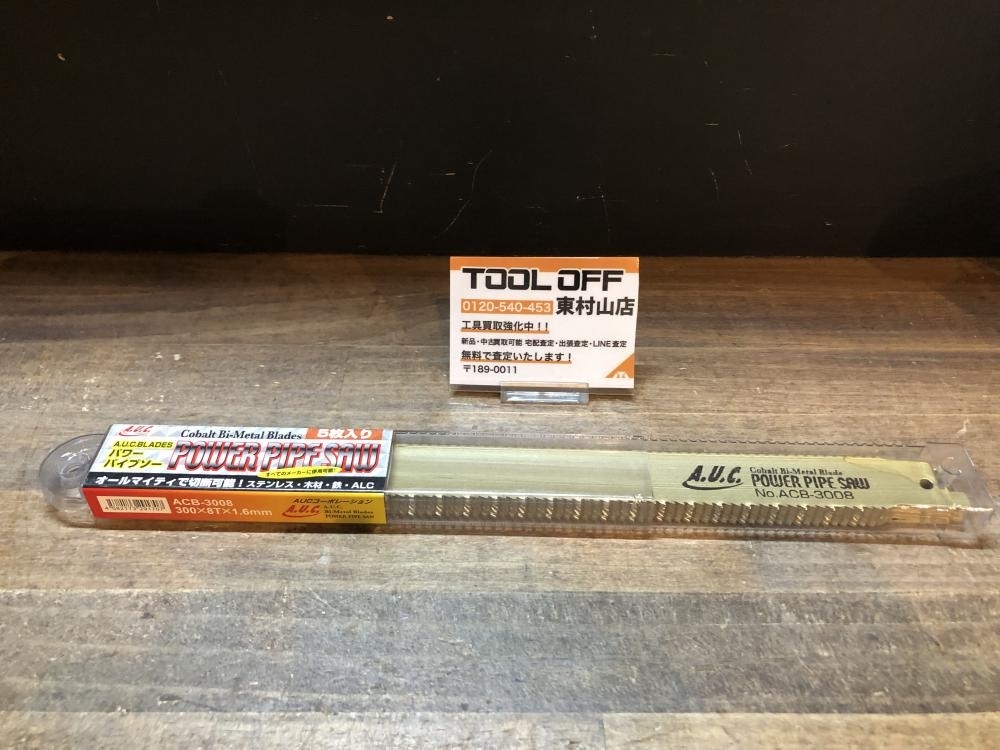 TOOL OFF
0120-540-453 東村山店
工具買取強化中!!
新品・中古買取可能 宅配査定・出張査定・LINE査定
無料で査定いたします!
〒189-0011
A.U.C. Cobalt Bi-Metal Blades 5枚入り
A.U.C.BLADES
パワー
パイプソー
POWER PIPE SAW
すべてのメーカーに使用可能!
オールマイティで切断可能!ステンレス・木材・鉄・ALC
ACB-3008
300×8T×1.6mm
AUCコーポレーション
A.U.C. A.U.C.
Bi-Metal Blades
POWER PIPE SAW
A.U.C. Cobalt Bi-Metal Blade
POWER PIPE SAW
No.ACB-3008